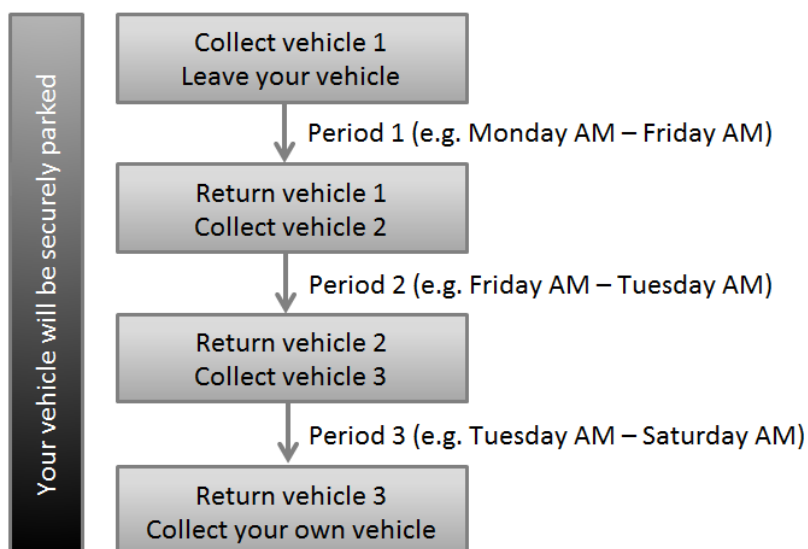 Your vehicle will be securely parked
Collect vehicle 1
Leave your vehicle
Period 1 (e.g. Monday AM – Friday AM)
Return vehicle 1
Collect vehicle 2
Period 2 (e.g. Friday AM – Tuesday AM)
Return vehicle 2
Collect vehicle 3
Period 3 (e.g. Tuesday AM – Saturday AM)
Return vehicle 3
Collect your own vehicle